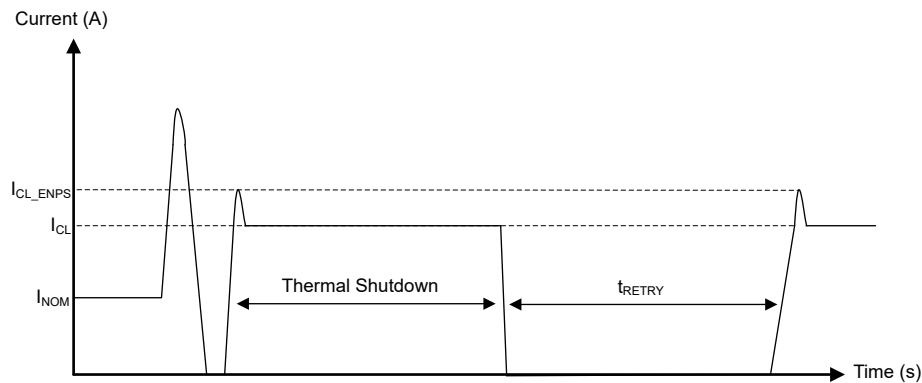 Current (A)
I_CL_ENPS
I_CL
I_NOM
Thermal Shutdown
t_RETRY
Time (s)